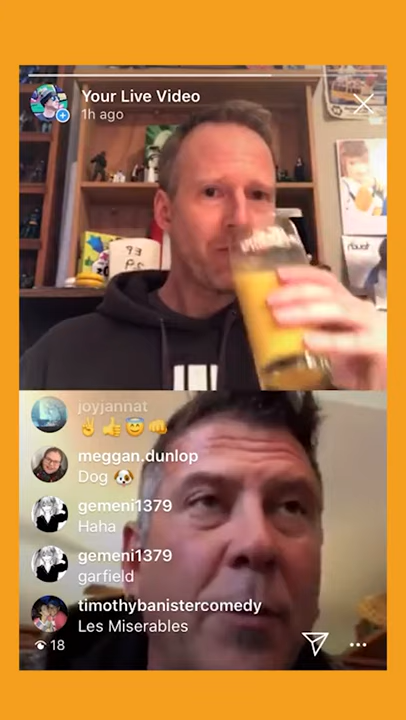 Your Live Video
1h ago
joyjannat
✌️👍😇👊
meggan.dunlop
Dog 🐶
gemeni1379
Haha
gemeni1379
garfield
timothybanistercomedy
Les Miserables
18